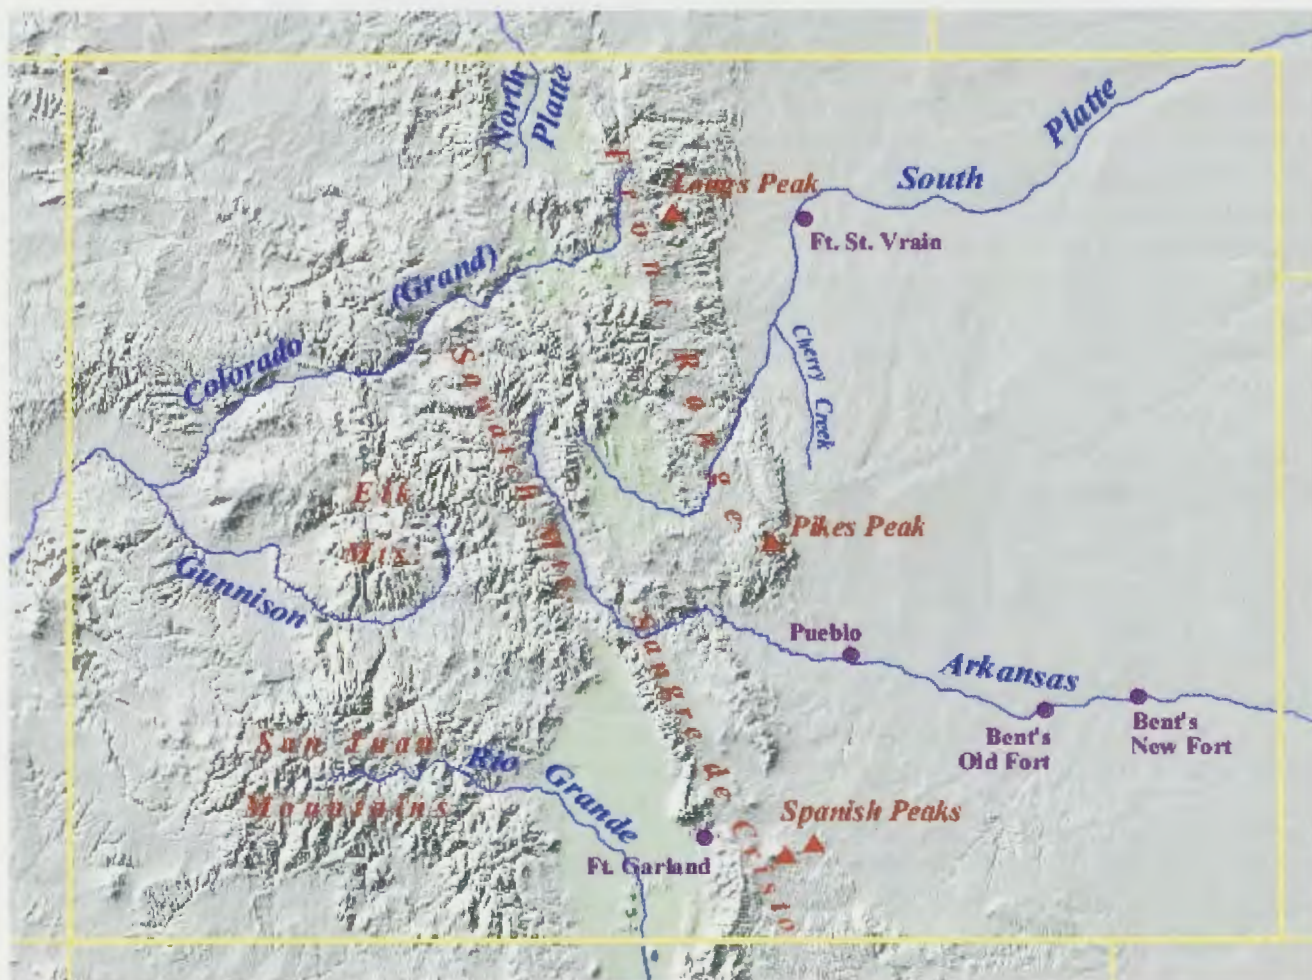 North
Platte
Front
Range
Longs Peak
South
Platte
Ft. St. Vrain
(Grand)
Colorado
Cherry
Creek
Sawatch Mts
Elk
Mts.
Gunnison
Pikes Peak
Pueblo
Arkansas
Bent's
Old Fort
Bent's
New Fort
Sangre de Cristo
San Juan
Mountains
Rio
Grande
Spanish Peaks
Ft. Garland